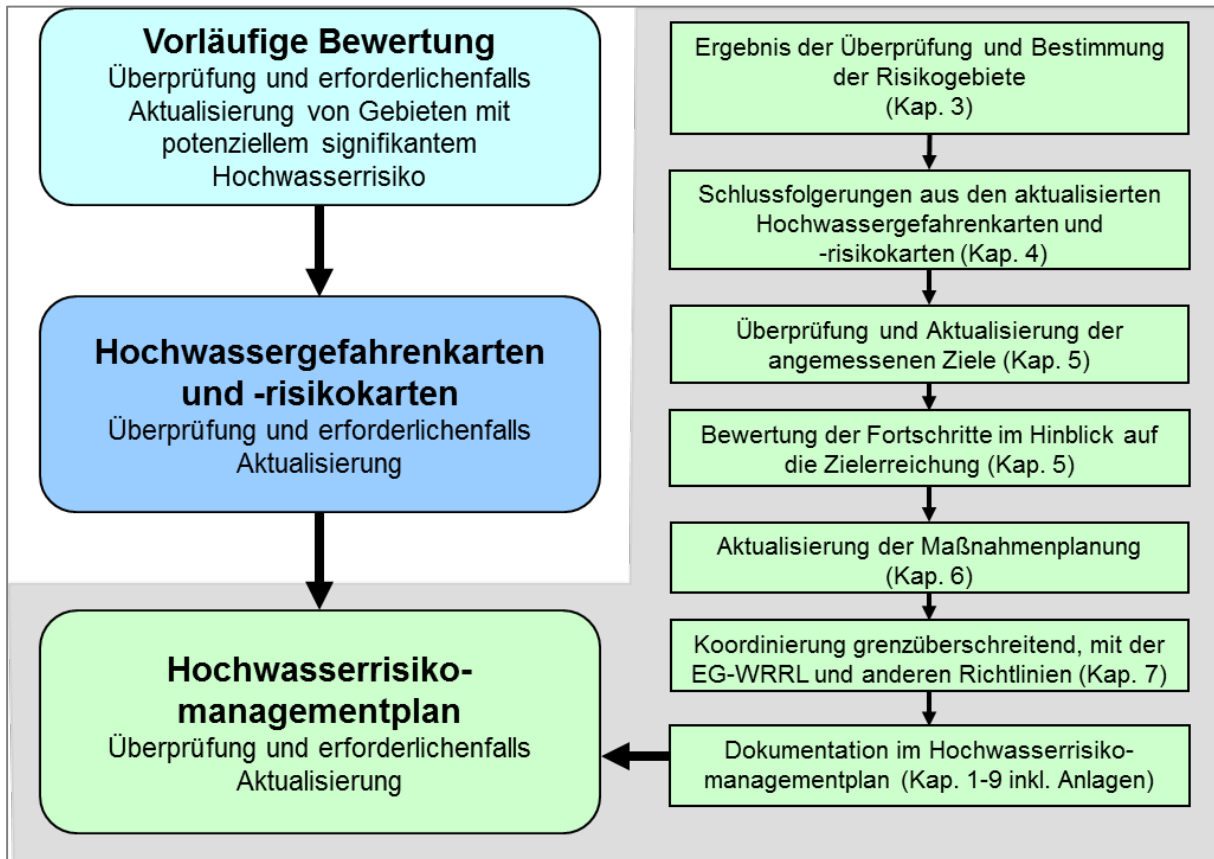 Vorläufige Bewertung
Überprüfung und erforderlichenfalls
Aktualisierung von Gebieten mit
potenziellem signifikantem
Hochwasserrisiko
Hochwassergefahrenkarten
und -risikokarten
Überprüfung und erforderlichenfalls
Aktualisierung
Hochwasserrisiko-
managementplan
Überprüfung und erforderlichenfalls
Aktualisierung
Ergebnis der Überprüfung und Bestimmung
der Risikogebiete
(Kap. 3)
Schlussfolgerungen aus den aktualisierten
Hochwassergefahrenkarten und
-risikokarten (Kap. 4)
Überprüfung und Aktualisierung der
angemessenen Ziele (Kap. 5)
Bewertung der Fortschritte im Hinblick auf
die Zielerreichung (Kap. 5)
Aktualisierung der Maßnahmenplanung
(Kap. 6)
Koordinierung grenzüberschreitend, mit der
EG-WRRL und anderen Richtlinien (Kap. 7)
Dokumentation im Hochwasserrisiko-
managementplan (Kap. 1-9 inkl. Anlagen)